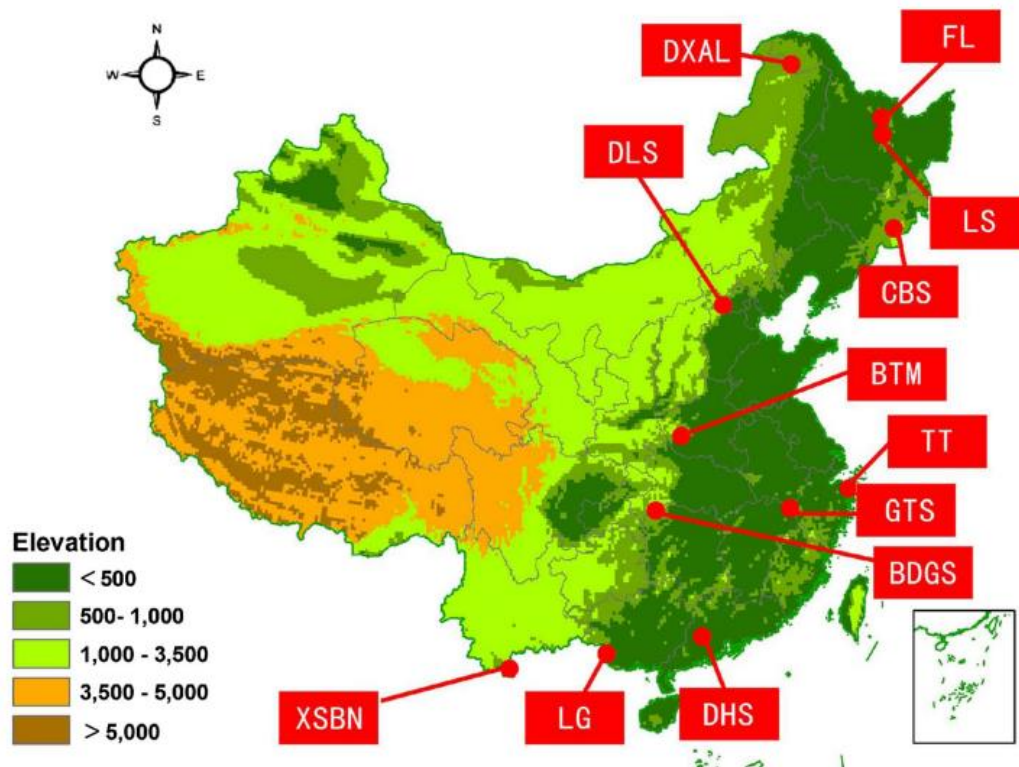 N
W E
S
DXAL
FL
DLS
LS
CBS
BTM
TT
GTS
BDGS
XSBN
LG
DHS
Elevation
< 500
500- 1,000
1,000 - 3,500
3,500 - 5,000
> 5,000